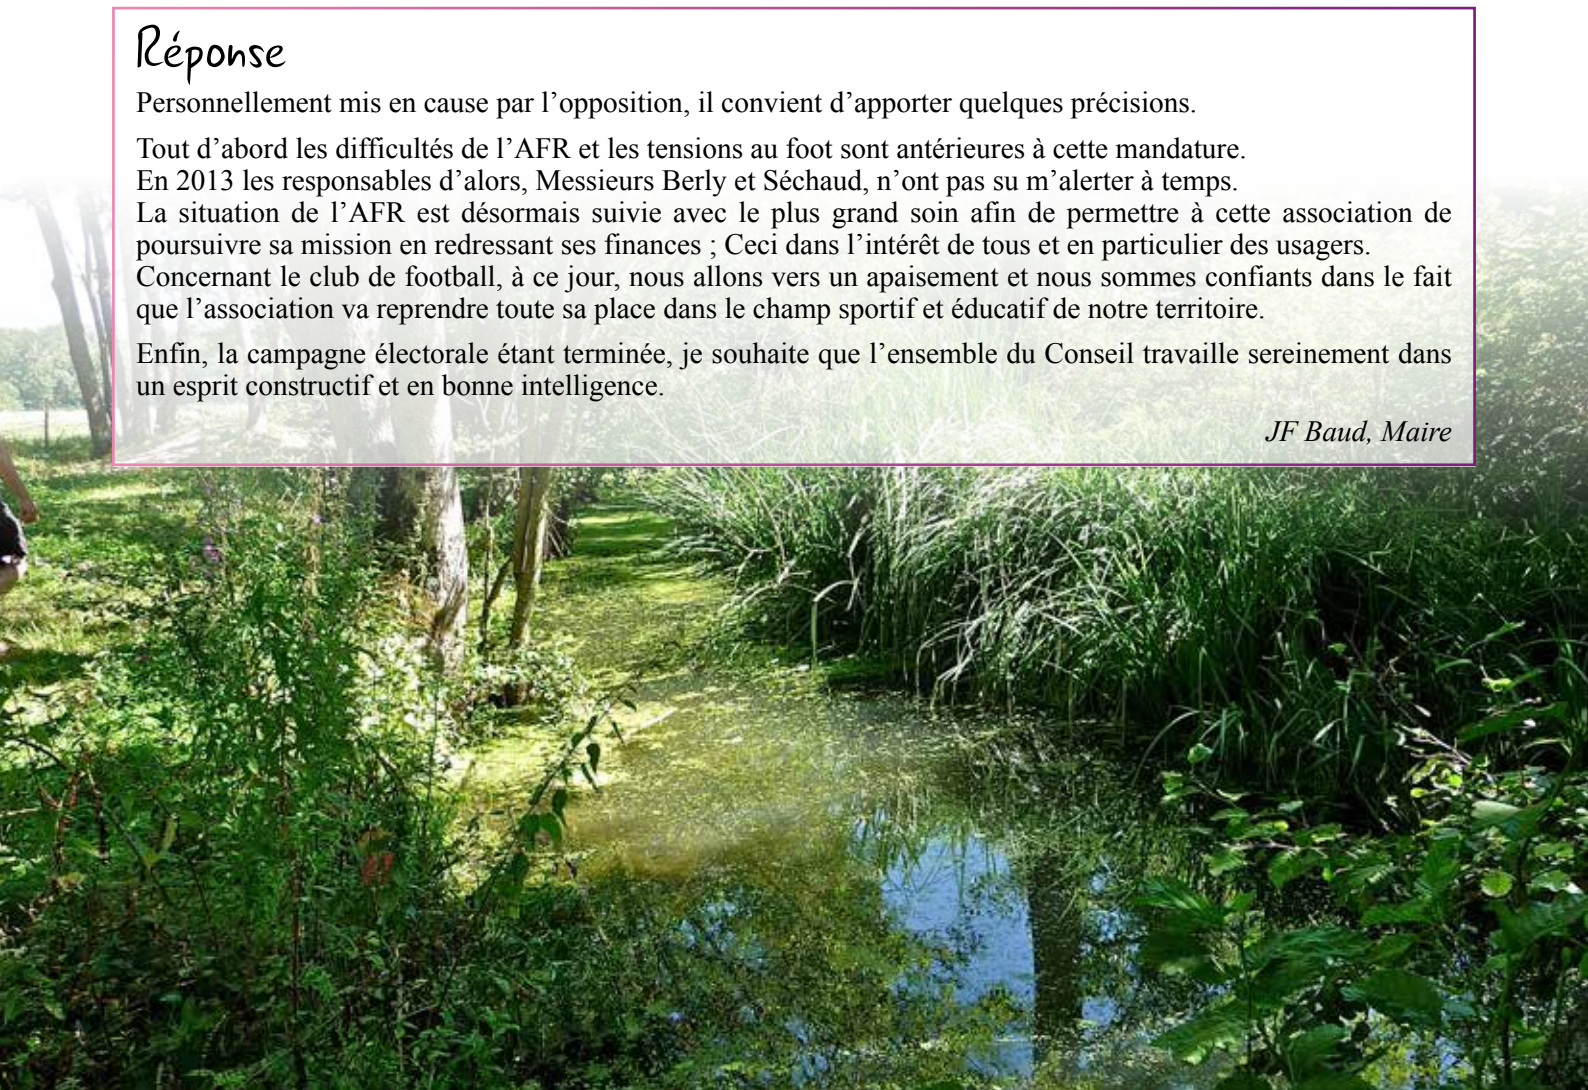 Réponse
Personnellement mis en cause par l’opposition, il convient d’apporter quelques précisions.
Tout d’abord les difficultés de l’AFR et les tensions au foot sont antérieures à cette mandature.
En 2013 les responsables d’alors, Messieurs Berly et Séchaud, n’ont pas su m’alerter à temps.
La situation de l’AFR est désormais suivie avec le plus grand soin afin de permettre à cette association de
poursuivre sa mission en redressant ses finances ; Ceci dans l’intérêt de tous et en particulier des usagers.
Concernant le club de football, à ce jour, nous allons vers un apaisement et nous sommes confiants dans le fait
que l’association va reprendre toute sa place dans le champ sportif et éducatif de notre territoire.
Enfin, la campagne électorale étant terminée, je souhaite que l’ensemble du Conseil travaille sereinement dans
un esprit constructif et en bonne intelligence.
JF Baud, Maire